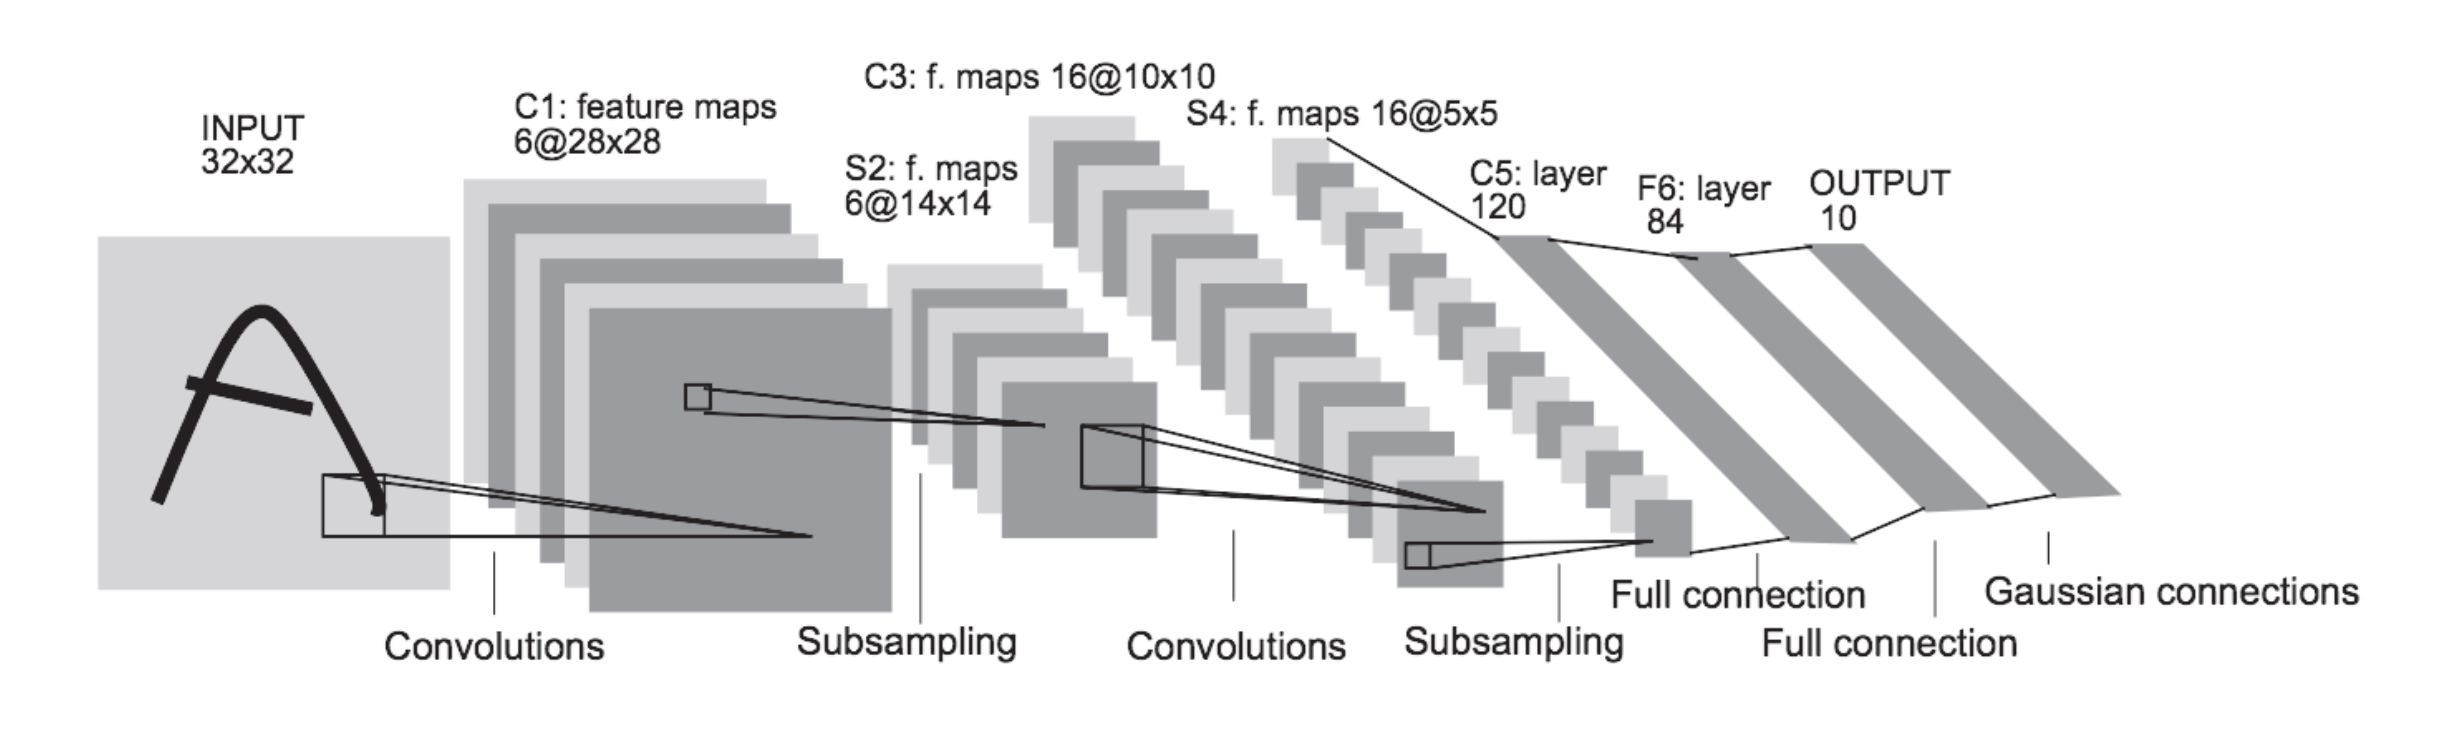 INPUT
32x32
C1: feature maps
6@28x28
S2: f. maps
6@14x14
C3: f. maps 16@10x10
S4: f. maps 16@5x5
C5: layer
120
F6: layer
84
OUTPUT
10
Convolutions
Subsampling
Convolutions
Subsampling
Full connection
Full connection
Gaussian connections
A